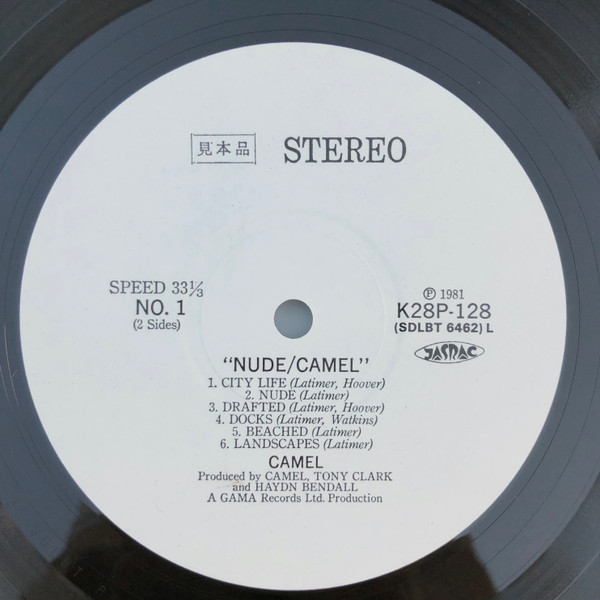 見本品 STEREO
SPEED 33⅓
NO. 1
(2 Sides)
Ⓟ 1981
K28P-128
(SDLBT 6462) L
JASRAC
"NUDE/CAMEL"
1. CITY LIFE (Latimer, Hoover)
2. NUDE (Latimer)
3. DRAFTED (Latimer, Hoover)
4. DOCKS (Latimer, Watkins)
5. BEACHED (Latimer)
6. LANDSCAPES (Latimer)
CAMEL
Produced by CAMEL, TONY CLARK
and HAYDN BENDALL
A GAMA Records Ltd. Production